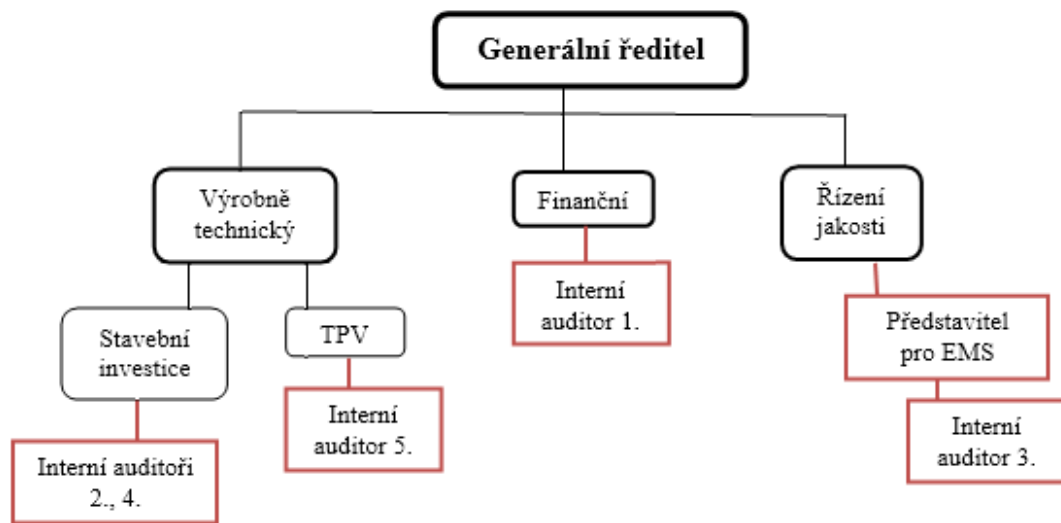 Generální ředitel
Výrobně
technický
Finanční
Řízení
jakosti
Stavební
investice
TPV
Interní
auditor 1.
Představitel
pro EMS
Interní auditoři
2., 4.
Interní
auditor 5.
Interní
auditor 3.